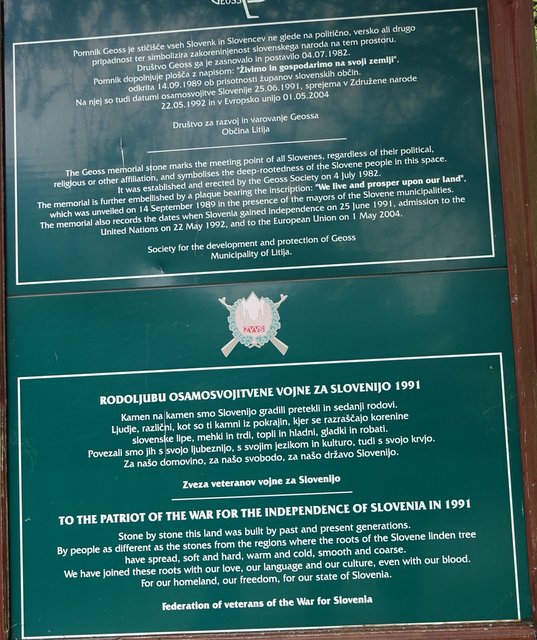 GEOSS
Pomnik Geoss je stičišče vseh Slovenk in Slovencev ne glede na politično, versko ali drugo
pripadnost ter simbolizira zakoreninjenost slovenskega naroda na tem prostoru.
Društvo Geoss ga je zasnovalo in postavilo 04.07.1982.
Pomnik dopolnjuje plošča z napisom: "Živimo in gospodarimo na svoji zemlji",
odkrita 14.09.1989 ob prisotnosti županov slovenskih občin.
Na njej so tudi datumi osamosvojitve Slovenije 25.06.1991, sprejema v Združene narode
22.05.1992 in v Evropsko unijo 01.05.2004
Društvo za razvoj in varovanje Geossa
Občina Litija
The Geoss memorial stone marks the meeting point of all Slovenes, regardless of their political,
religious or other affiliation, and symbolises the deep-rootedness of the Slovene people in this space.
It was established and erected by the Geoss Society on 4 July 1982.
The memorial is further embellished by a plaque bearing the inscription: "We live and prosper upon our land",
which was unveiled on 14 September 1989 in the presence of the mayors of the Slovene municipalities.
The memorial also records the dates when Slovenia gained independence on 25 June 1991, admission to the
United Nations on 22 May 1992, and to the European Union on 1 May 2004.
Society for the development and protection of Geoss
Municipality of Litija.
ZVVS
RODOLJUBU OSAMOSVOJITVENE VOJNE ZA SLOVENIJO 1991
Kamen na kamen smo Slovenijo gradili pretekli in sedanji rodovi.
Ljudje, različni, kot so ti kamni iz pokrajin, kjer se razraščajo korenine
slovenske lipe, mehki in trdi, topli in hladni, gladki in robati.
Povezali smo jih s svojo ljubeznijo, s svojim jezikom in kulturo, tudi s svojo krvjo.
Za našo domovino, za našo svobodo, za našo državo Slovenijo.
Zveza veteranov vojne za Slovenijo
TO THE PATRIOT OF THE WAR FOR THE INDEPENDENCE OF SLOVENIA IN 1991
Stone by stone this land was built by past and present generations.
By people as different as the stones from the regions where the roots of the Slovene linden tree
have spread, soft and hard, warm and cold, smooth and coarse.
We have joined these roots with our love, our language and our culture, even with our blood.
For our homeland, our freedom, for our state of Slovenia.
Federation of veterans of the War for Slovenia